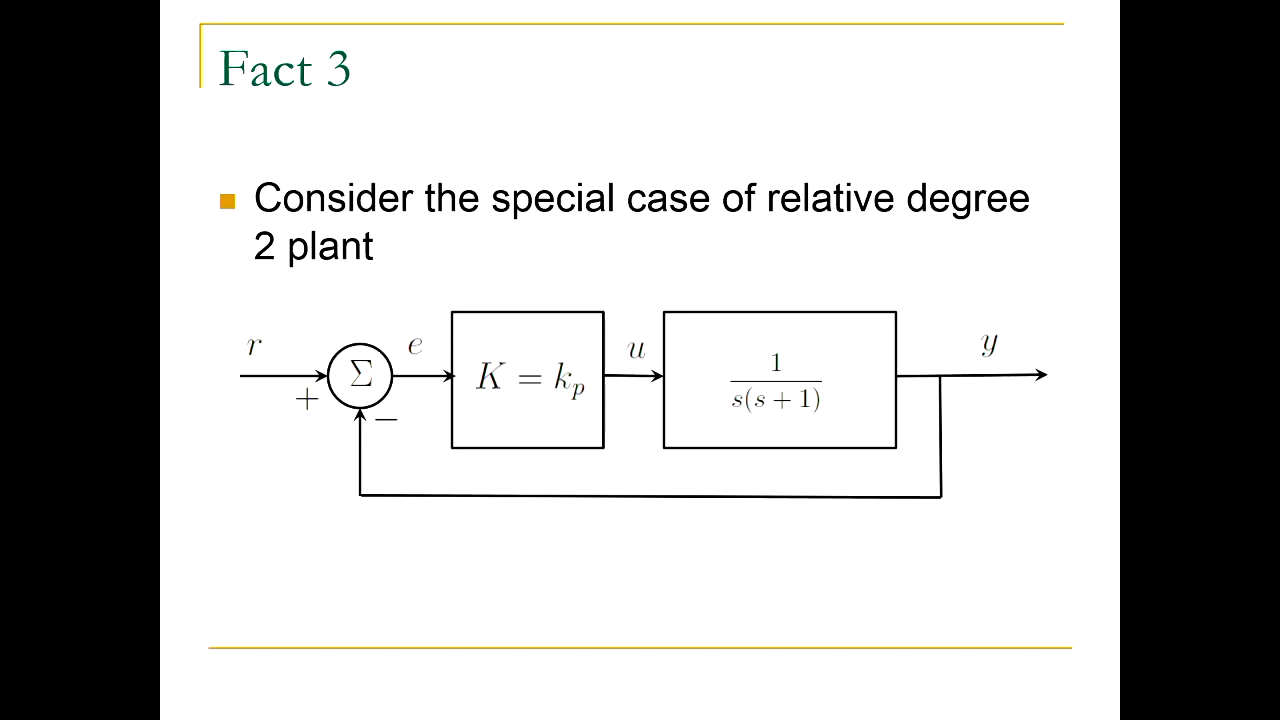 Fact 3
Consider the special case of relative degree
2 plant
r
+
Σ
−
e
K = k_p
u
1
s(s + 1)
y